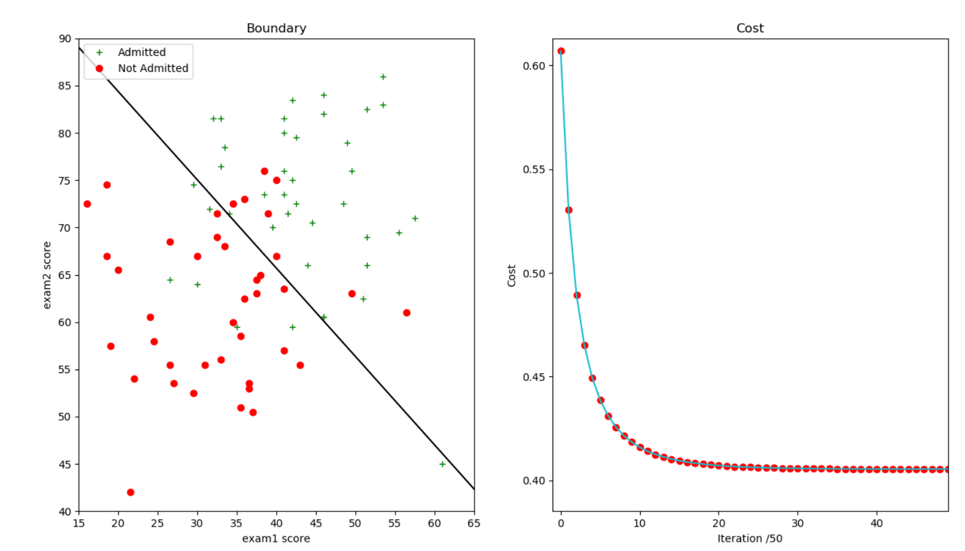 Boundary
90
85
80
75
70
65
60
55
50
45
40
exam2 score
Admitted
Not Admitted
15 20 25 30 35 40 45 50 55 60 65
exam1 score
Cost
0.60
0.55
0.50
0.45
0.40
Cost
0 10 20 30 40
Iteration /50